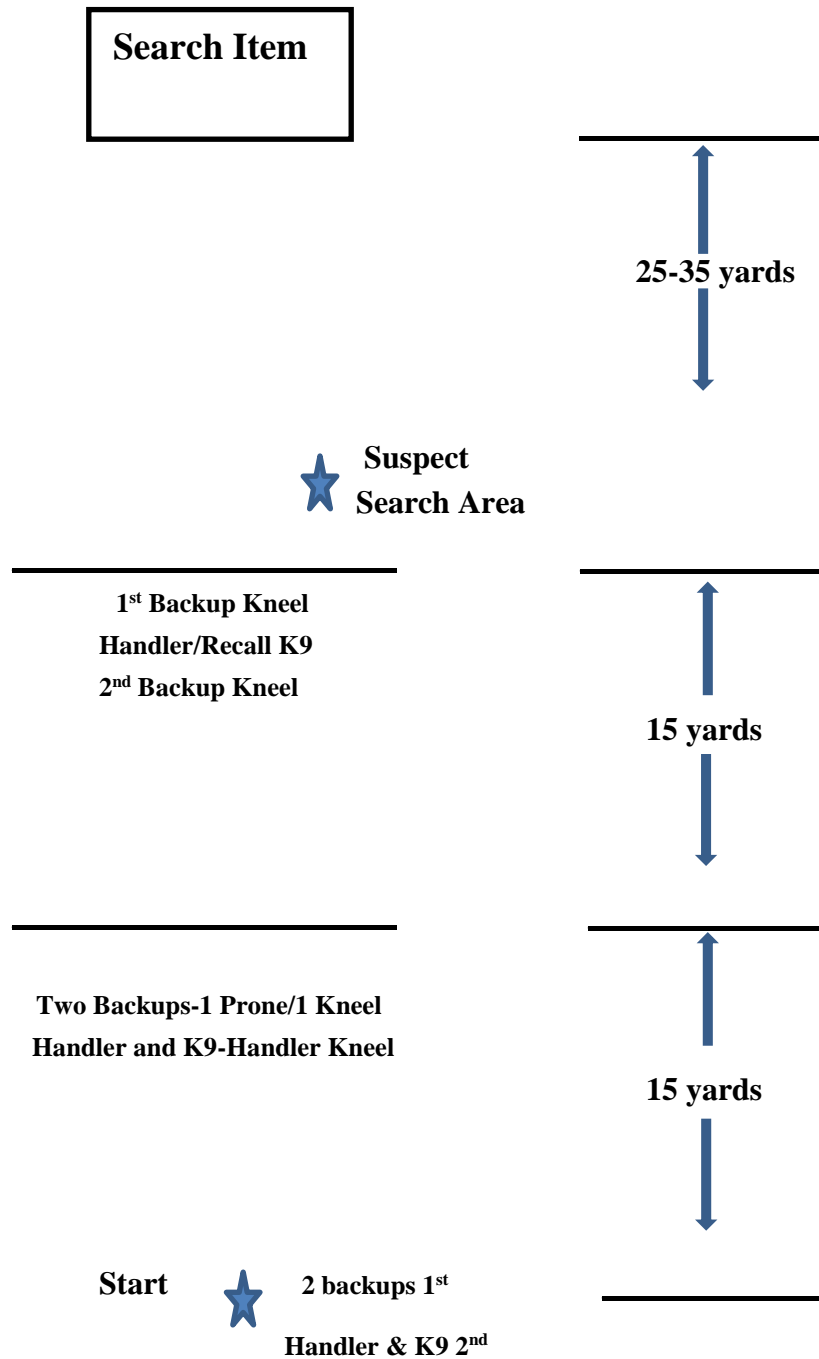 Search Item
25-35 yards
Suspect
Search Area
1st Backup Kneel
Handler/Recall K9
2nd Backup Kneel
15 yards
Two Backups-1 Prone/1 Kneel
Handler and K9-Handler Kneel
15 yards
Start
2 backups 1st
Handler & K9 2nd